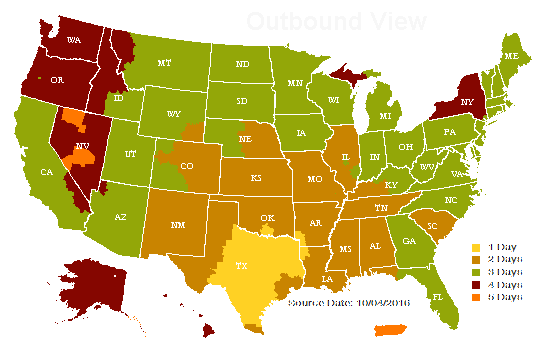 Outbound View
WA
OR
ID
MT
ND
MN
WI
MI
NY
ME
WY
SD
IA
NE
NV
UT
CO
CA
KS
MO
IL
IN
OH
PA
WV
VA
KY
NC
TN
SC
AZ
NM
OK
AR
MS
AL
GA
TX
LA
FL
1 Day
2 Days
3 Days
4 Days
5 Days
Source Date: 10/04/2016